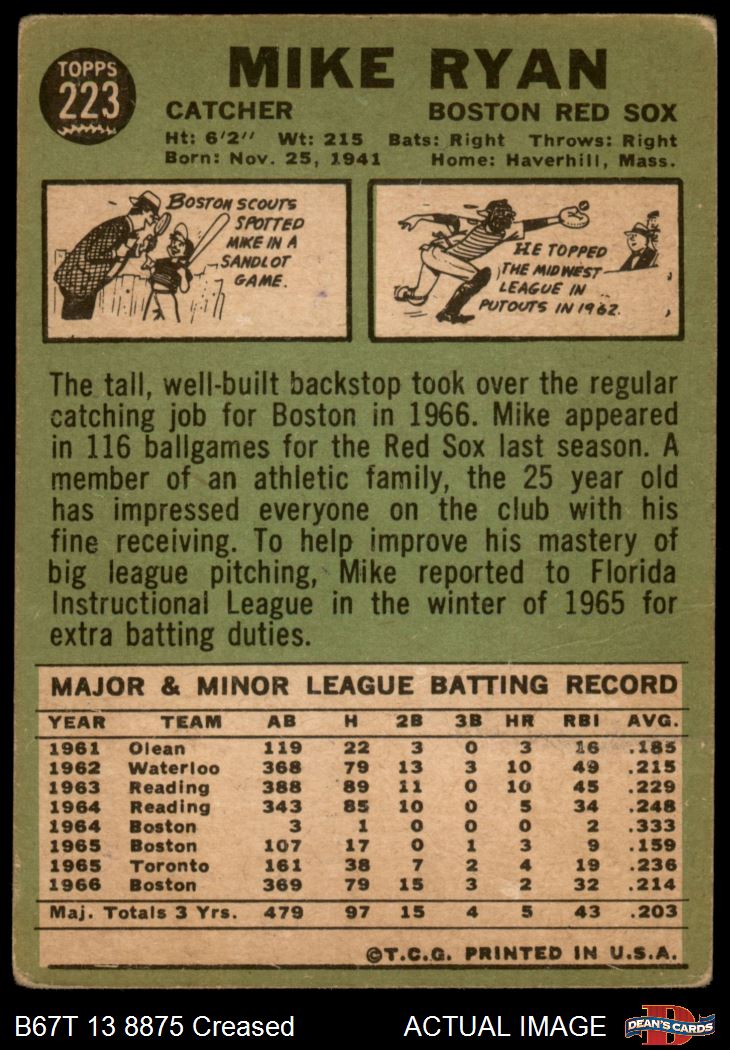 TOPPS
223
MIKE RYAN
CATCHER BOSTON RED SOX
Ht: 6'2" Wt: 215 Bats: Right Throws: Right
Born: Nov. 25, 1941 Home: Haverhill, Mass.
BOSTON SCOUTS
SPOTTED
MIKE IN A
SANDLOT
GAME.
HE TOPPED
THE MIDWEST
LEAGUE IN
PUTOUTS IN 1962.
The tall, well-built backstop took over the regular
catching job for Boston in 1966. Mike appeared
in 116 ballgames for the Red Sox last season. A
member of an athletic family, the 25 year old
has impressed everyone on the club with his
fine receiving. To help improve his mastery of
big league pitching, Mike reported to Florida
Instructional League in the winter of 1965 for
extra batting duties.
MAJOR & MINOR LEAGUE BATTING RECORD
YEAR TEAM AB H 2B 3B HR RBI AVG.
1961 Olean 119 22 3 0 3 16 .185
1962 Waterloo 368 79 13 3 10 49 .215
1963 Reading 388 89 11 0 10 45 .229
1964 Reading 343 85 10 0 5 34 .248
1964 Boston 3 1 0 0 0 2 .333
1965 Boston 107 17 0 1 3 9 .159
1965 Toronto 161 38 7 2 4 19 .236
1966 Boston 369 79 15 3 2 32 .214
Maj. Totals 3 Yrs. 479 97 15 4 5 43 .203
©T.C.G. PRINTED IN U.S.A.
B67T 13 8875 Creased ACTUAL IMAGE
D
DEAN'S CARDS